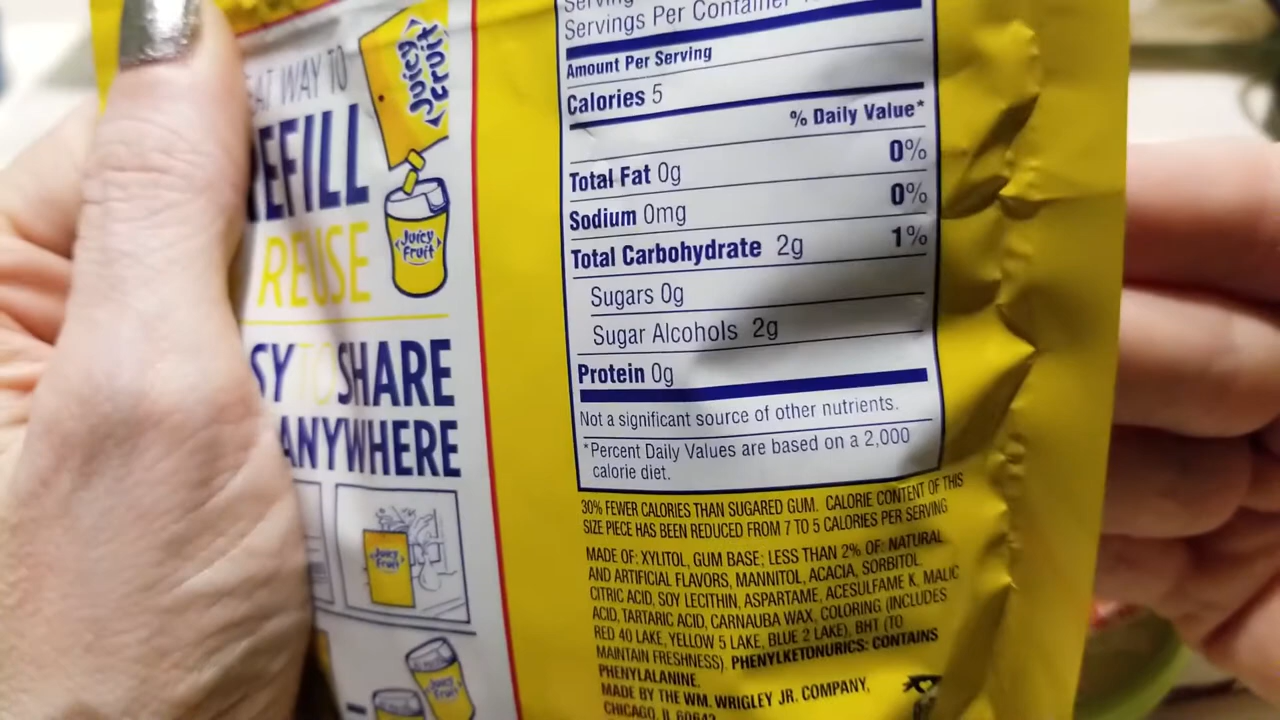 AT WAY TO
EFILL
REUSE
SY TO SHARE
ANYWHERE
Juicy
Fruit
Juicy
Fruit
Juicy
Fruit
Juicy
Fruit
Serving
Servings Per Container
Amount Per Serving
Calories 5
% Daily Value*
Total Fat 0g 0%
Sodium 0mg 0%
Total Carbohydrate 2g 1%
Sugars 0g
Sugar Alcohols 2g
Protein 0g
Not a significant source of other nutrients.
*Percent Daily Values are based on a 2,000
calorie diet.
30% FEWER CALORIES THAN SUGARED GUM. CALORIE CONTENT OF THIS
SIZE PIECE HAS BEEN REDUCED FROM 7 TO 5 CALORIES PER SERVING
MADE OF: XYLITOL, GUM BASE; LESS THAN 2% OF: NATURAL
AND ARTIFICIAL FLAVORS, MANNITOL, ACACIA, SORBITOL,
CITRIC ACID, SOY LECITHIN, ASPARTAME, ACESULFAME K, MALIC
ACID, TARTARIC ACID, CARNAUBA WAX, COLORING (INCLUDES
RED 40 LAKE, YELLOW 5 LAKE, BLUE 2 LAKE), BHT (TO
MAINTAIN FRESHNESS). PHENYLKETONURICS: CONTAINS
PHENYLALANINE.
MADE BY THE WM. WRIGLEY JR. COMPANY,
CHICAGO, IL 60642